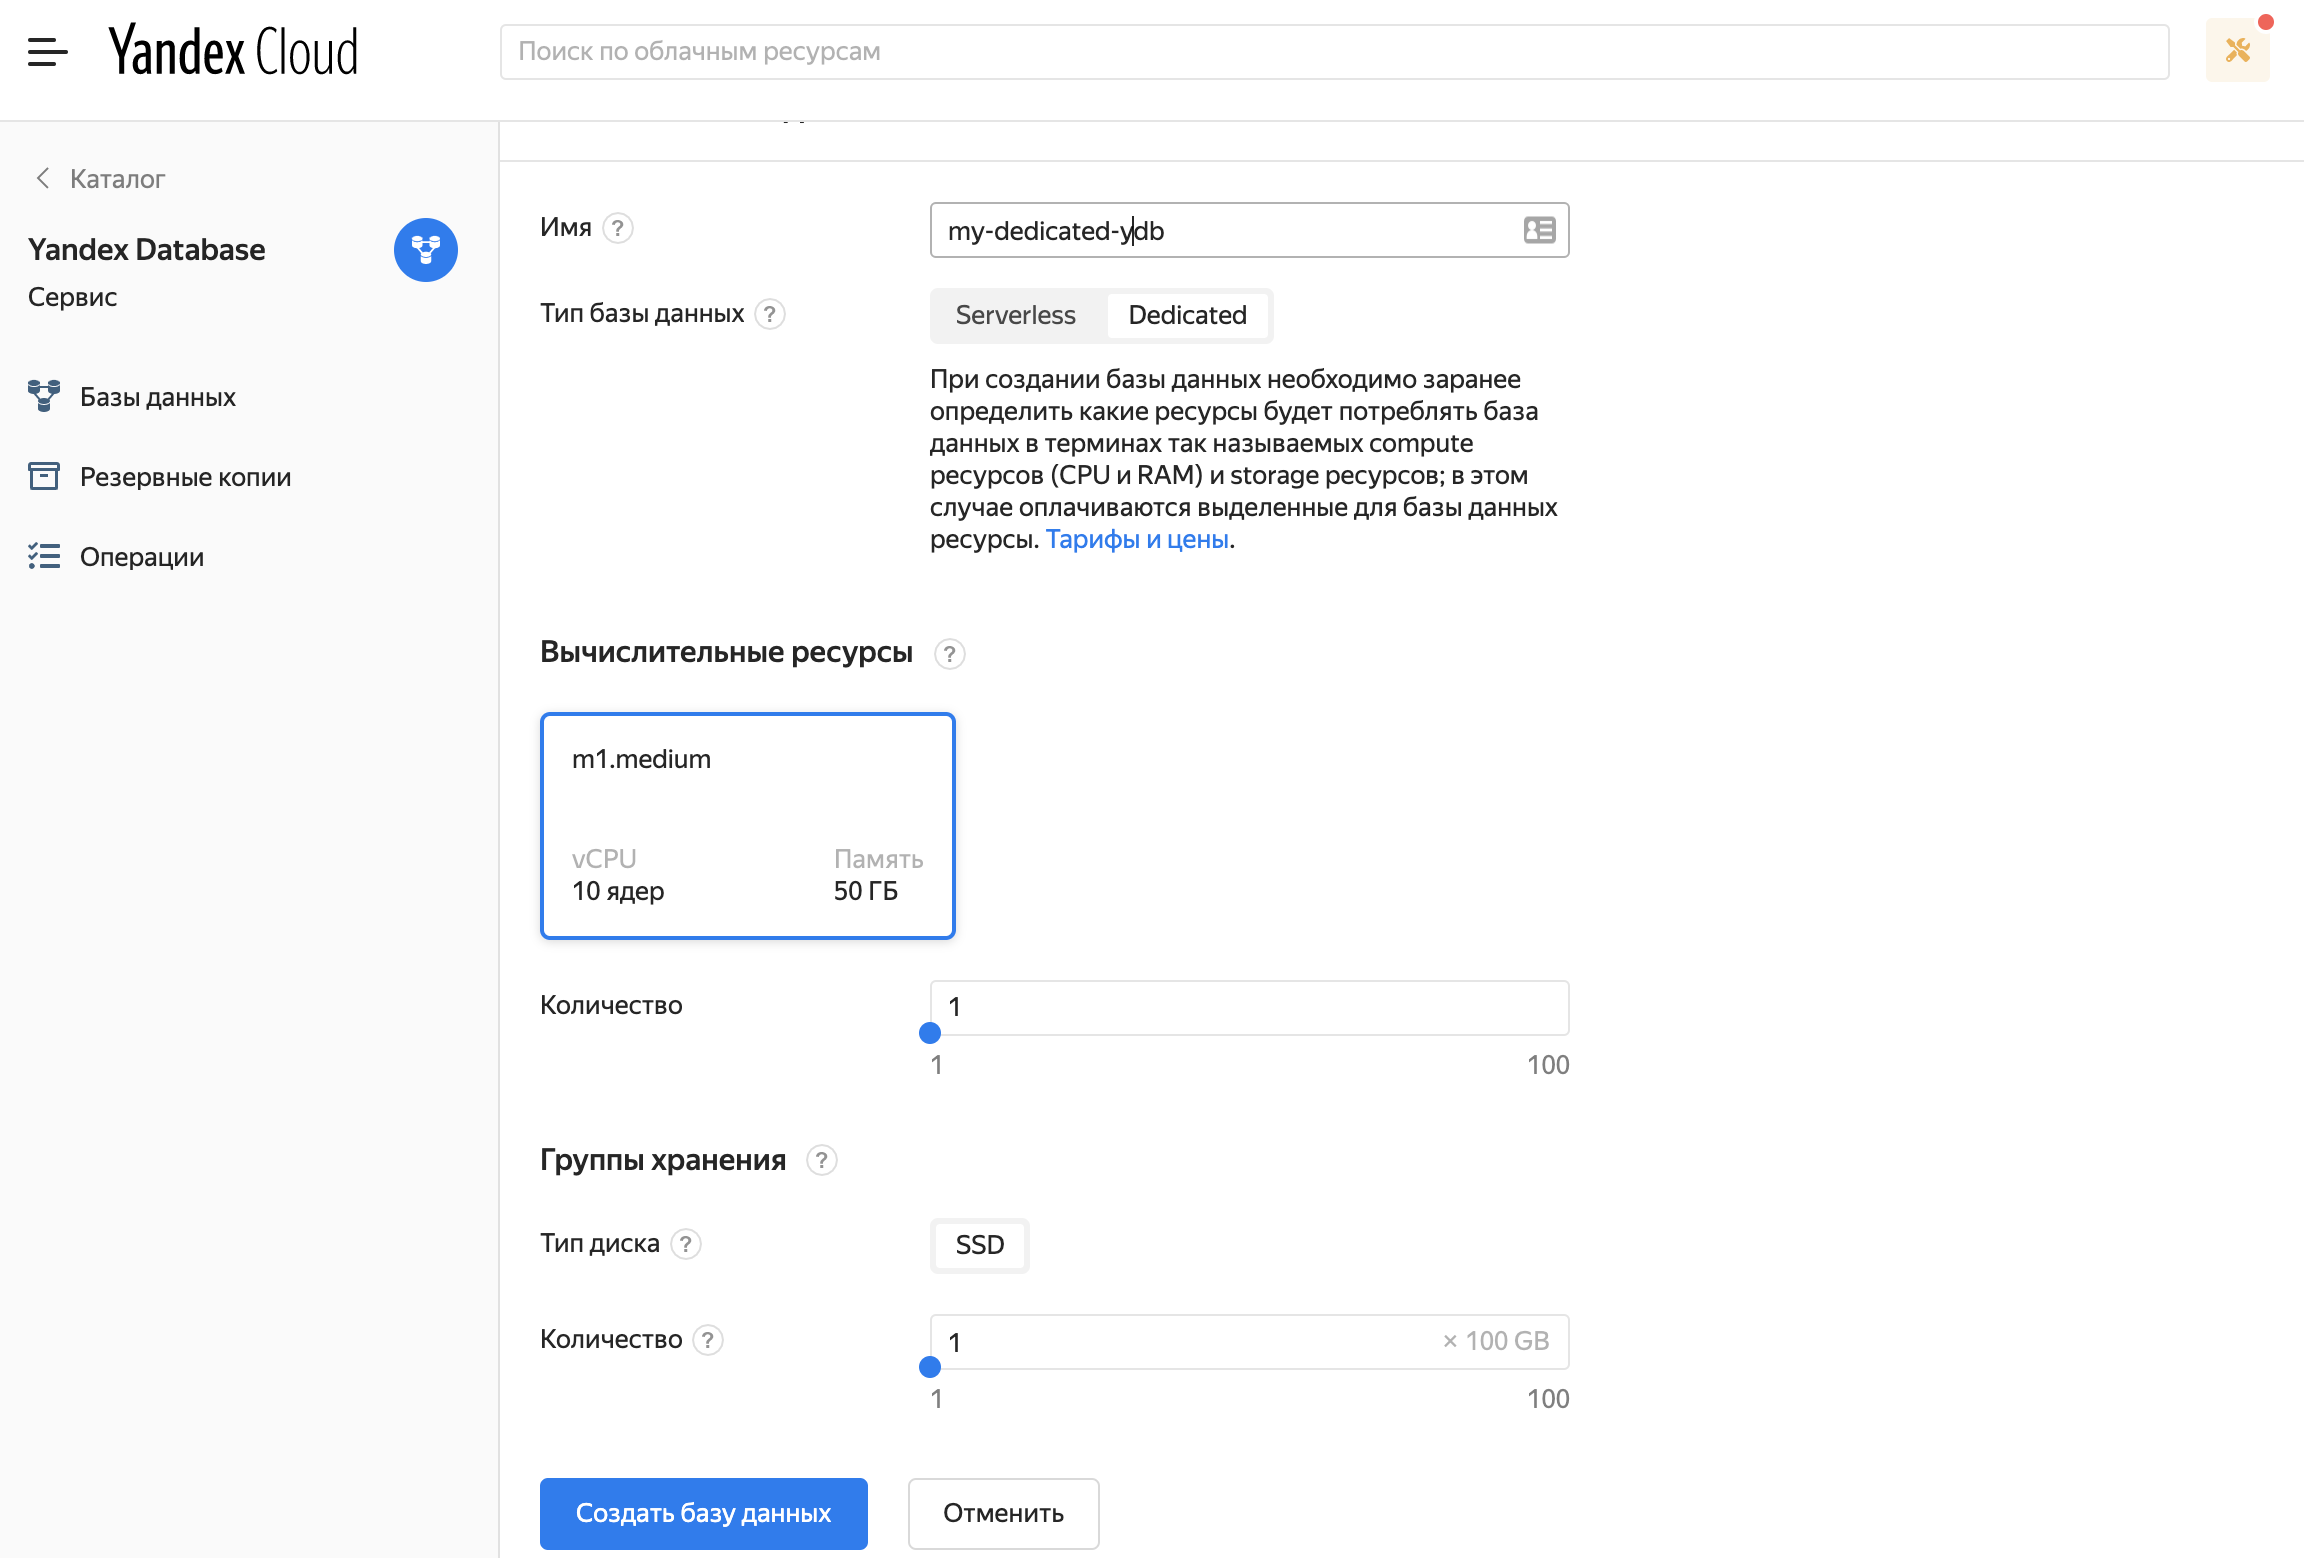 Yandex Cloud
Поиск по облачным ресурсам
Каталог
Yandex Database
Сервис
Базы данных
Резервные копии
Операции
Имя ?
my-dedicated-ydb
Тип базы данных ?
Serverless Dedicated
При создании базы данных необходимо заранее
определить какие ресурсы будет потреблять база
данных в терминах так называемых compute
ресурсов (CPU и RAM) и storage ресурсов; в этом
случае оплачиваются выделенные для базы данных
ресурсы. Тарифы и цены.
Вычислительные ресурсы ?
m1.medium
vCPU Память
10 ядер 50 ГБ
Количество 1
1 100
Группы хранения ?
Тип диска ? SSD
Количество ? 1 × 100 GB
1 100
Создать базу данных Отменить